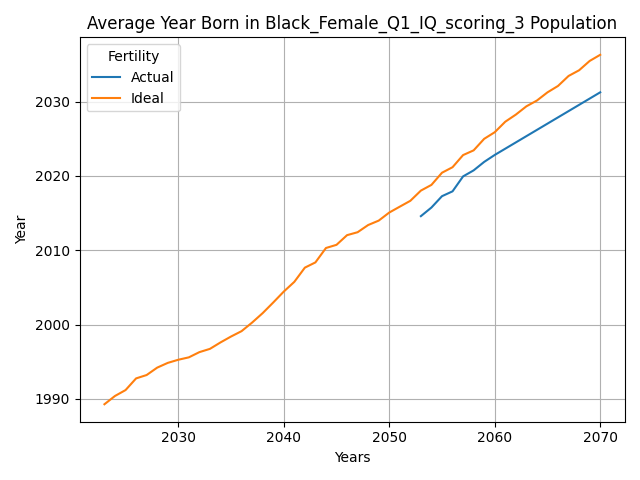 Average Year Born in Black_Female_Q1_IQ_scoring_3 Population
Fertility
Actual
Ideal
Year
2030
2020
2010
2000
1990
2030 2040 2050 2060 2070
Years